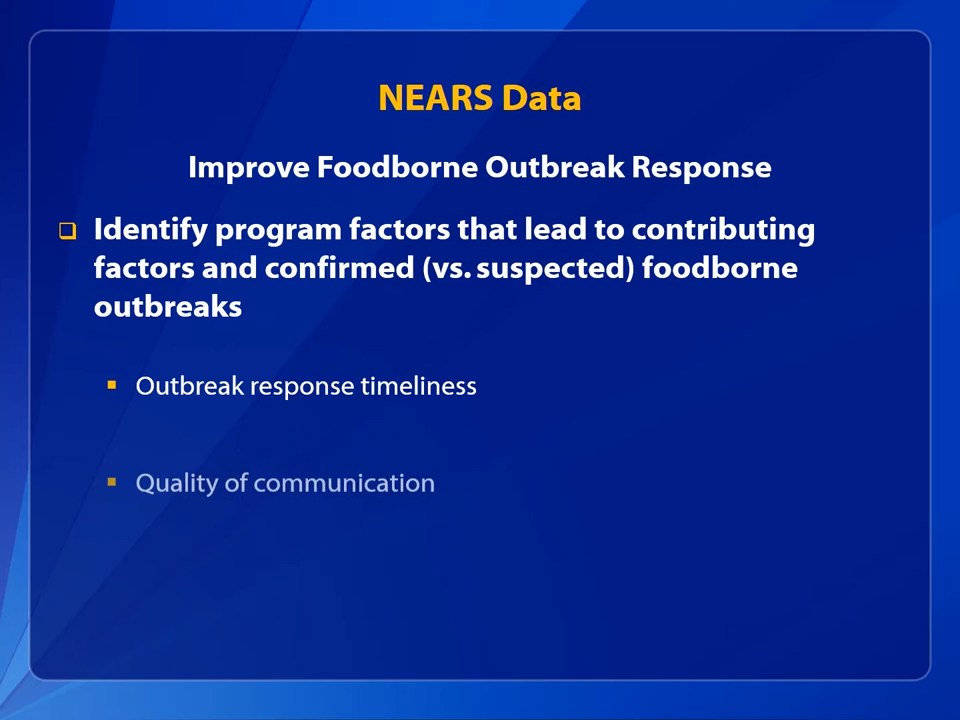 NEARS Data
Improve Foodborne Outbreak Response
Identify program factors that lead to contributing
factors and confirmed (vs. suspected) foodborne
outbreaks
Outbreak response timeliness
Quality of communication